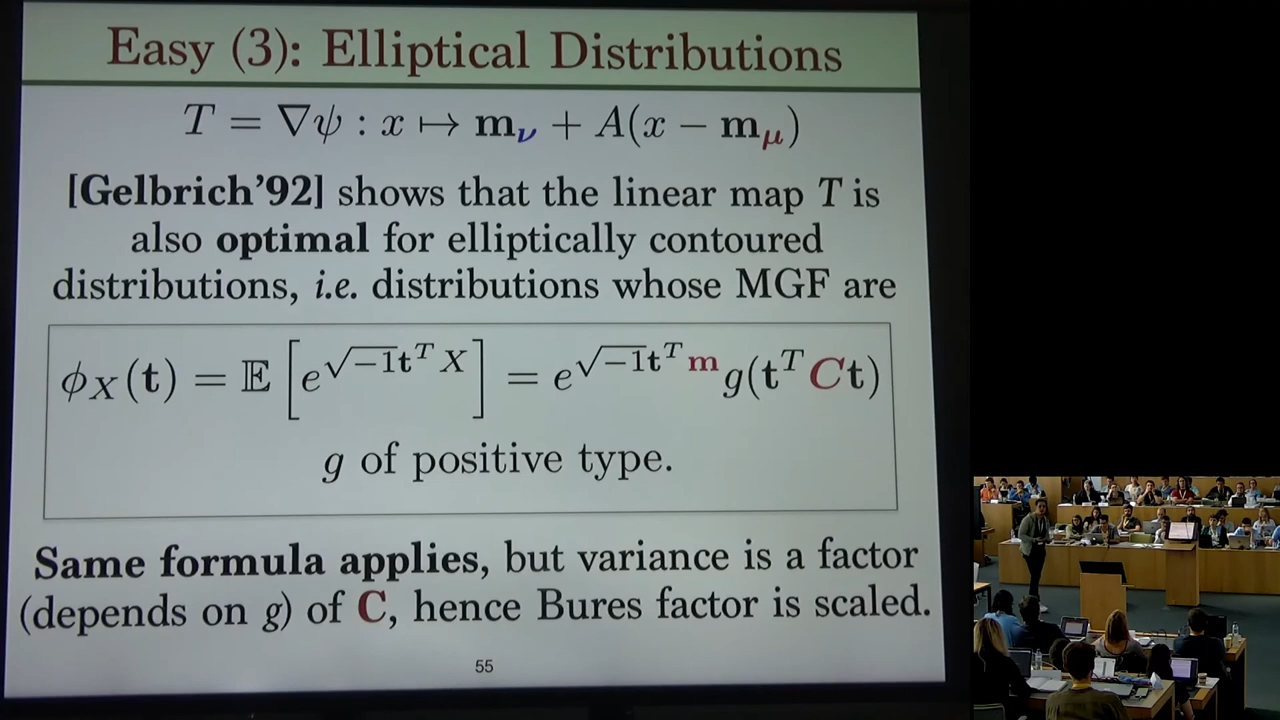 Easy (3): Elliptical Distributions
T = ∇ψ : x ↦ m_ν + A(x − m_μ)
[Gelbrich'92] shows that the linear map T is
also optimal for elliptically contoured
distributions, i.e. distributions whose MGF are
ϕ_X(t) = 𝔼[e^{√−1 t^T X}] = e^{√−1 t^T m} g(t^T C t)
g of positive type.
Same formula applies, but variance is a factor
(depends on g) of C, hence Bures factor is scaled.
55